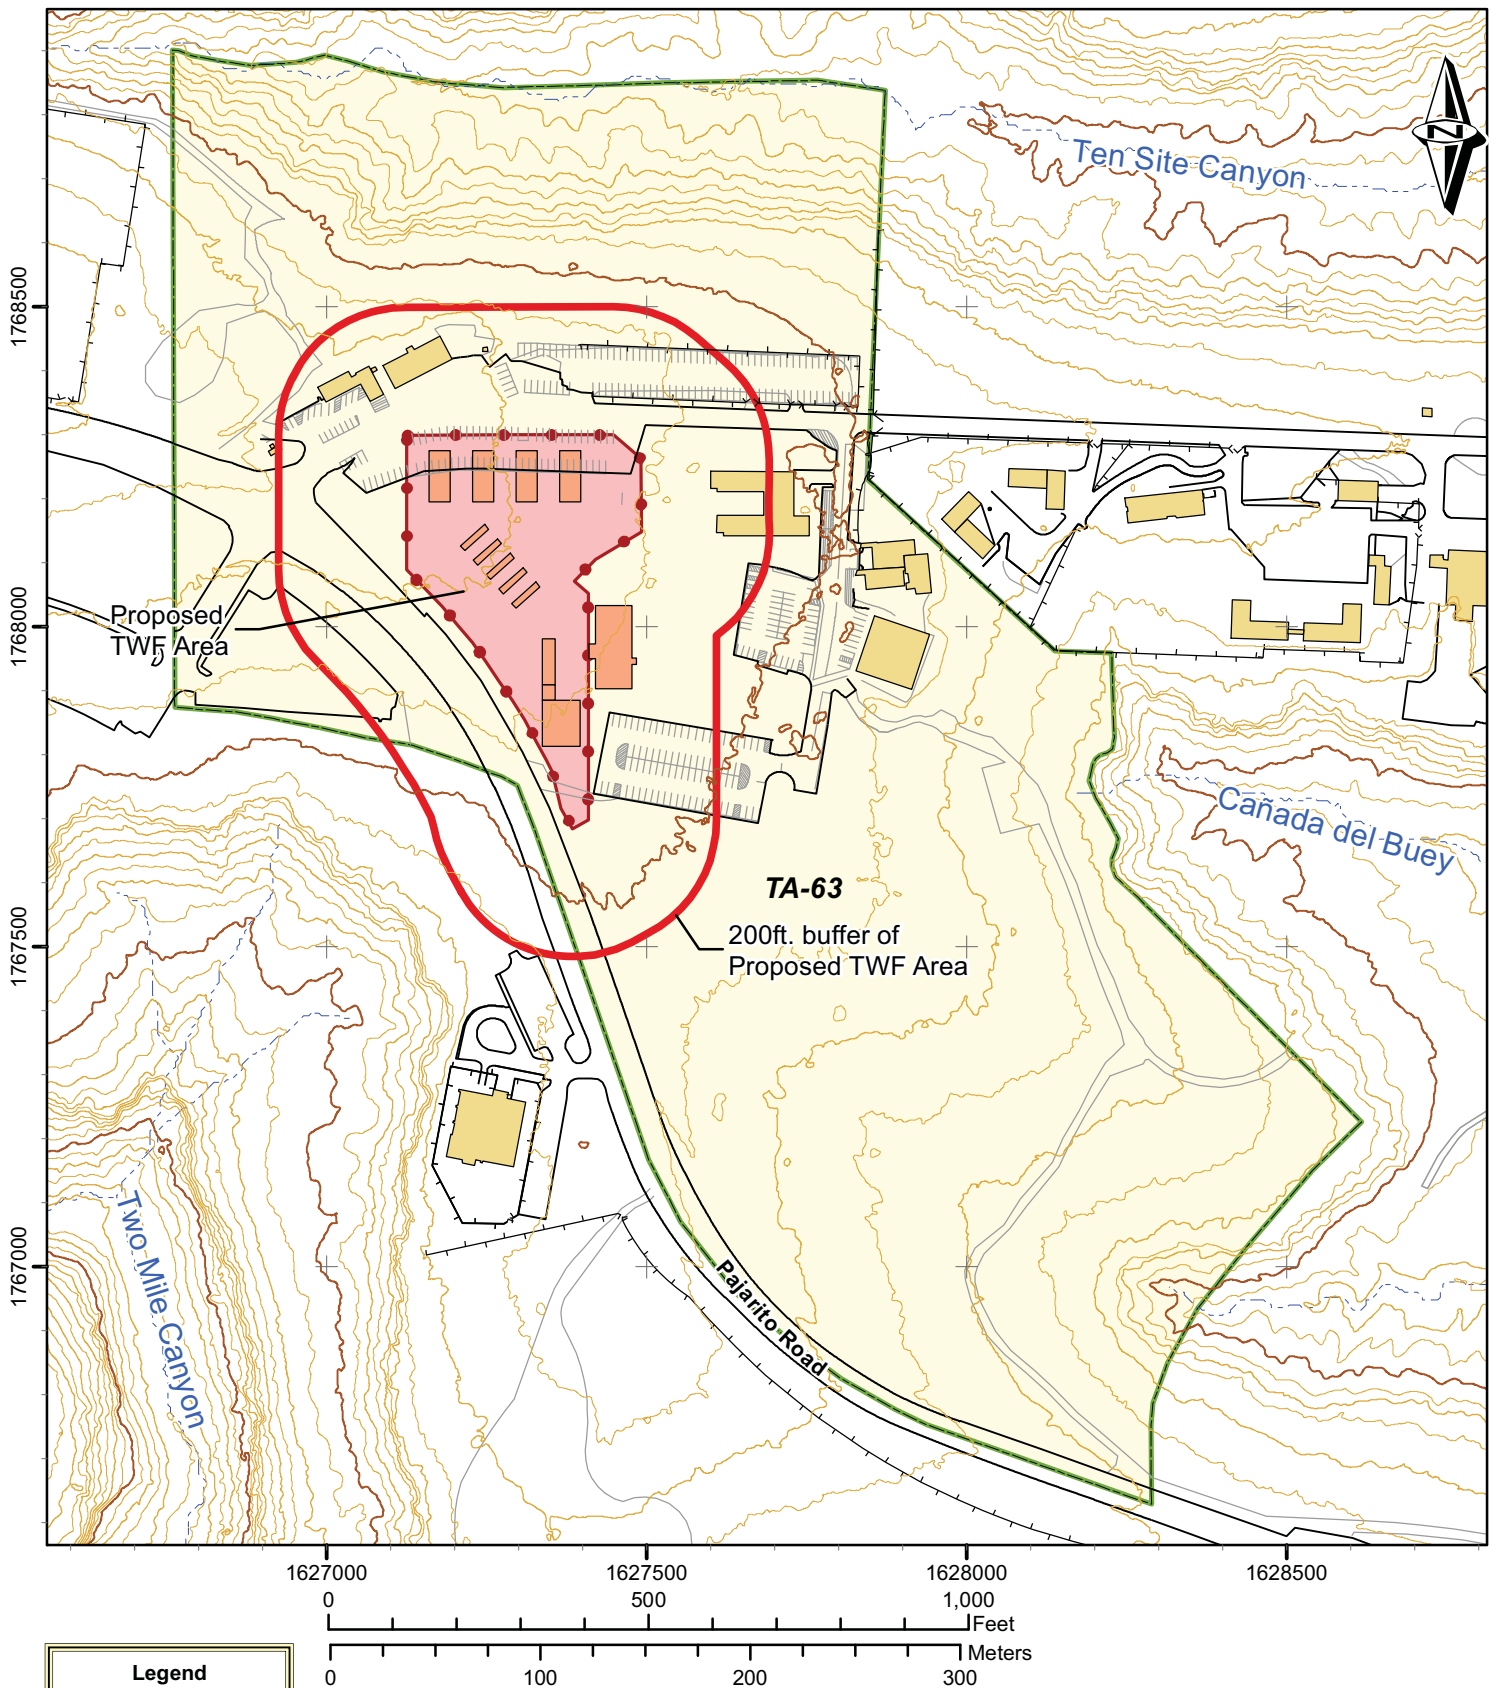 N
Ten Site Canyon
1768500
Proposed
TWF Area
1768000
Cañada del Buey
TA-63
200ft. buffer of
Proposed TWF Area
1767500
Two Mile Canyon
1767000
Pajarito Road
1627000 1627500 1628000 1628500
0 500 1,000
Feet
Meters
0 100 200 300
Legend